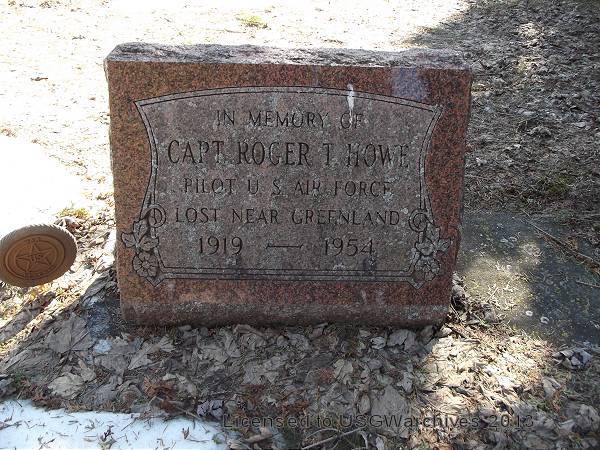 IN MEMORY OF
CAPT. ROGER T. HOWE
PILOT U. S. AIR FORCE
LOST NEAR GREENLAND
1919 — 1954
Licensed to USGWarchives 2013